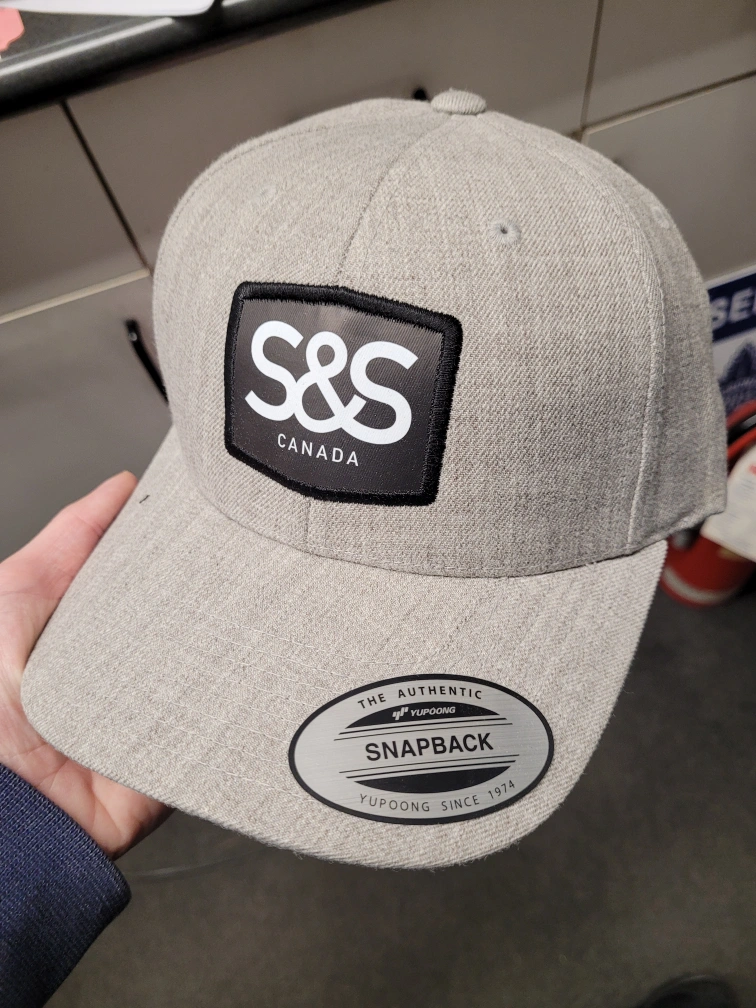 S&S
CANADA
THE AUTHENTIC
YUPOONG
SNAPBACK
YUPOONG SINCE 1974